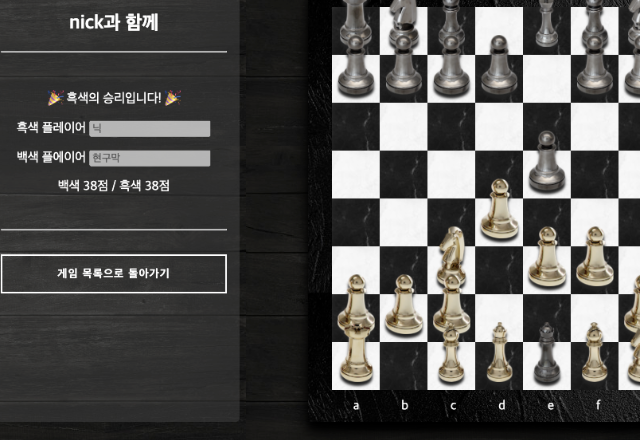 nick과 함께
🎉 흑색의 승리입니다! 🎉
흑색 플레이어 닉
백색 플에이어 현구막
백색 38점 / 흑색 38점
게임 목록으로 돌아가기
a b c d e f